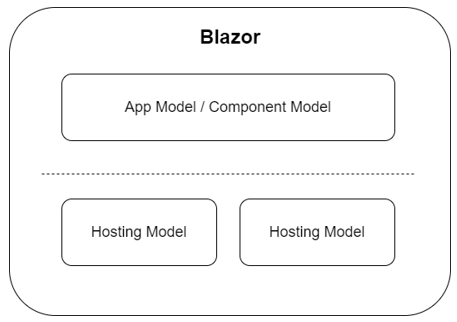 Blazor
App Model / Component Model
Hosting Model
Hosting Model